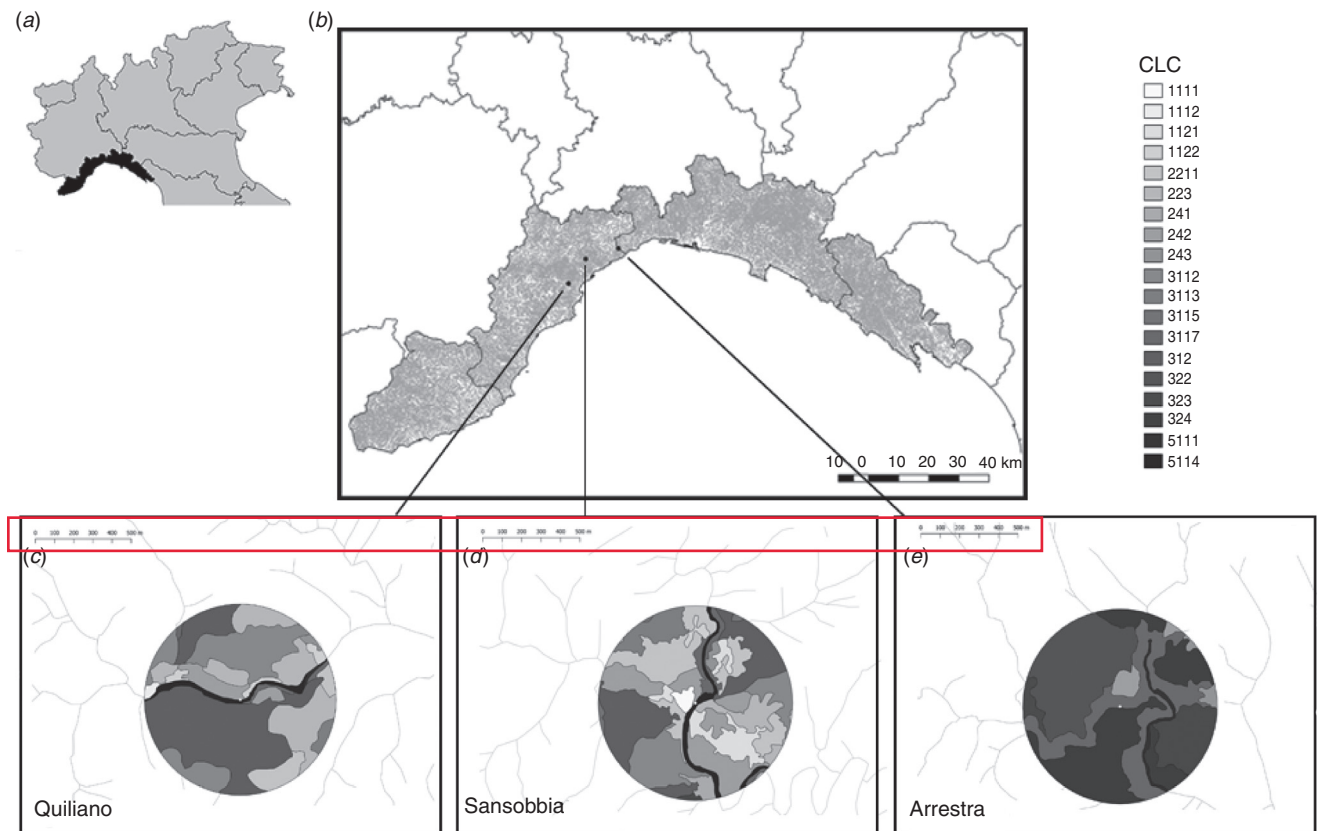 (a)
(b)
CLC
1111
1112
1121
1122
2211
223
241
242
243
3112
3113
3115
3117
312
322
323
324
5111
5114
10 0 10 20 30 40 km
0 100 200 300 400 500 m
0 100 200 300 400 500 m
0 100 200 300 400 500 m
(c)
(d)
(e)
Quiliano
Sansobbia
Arrestra